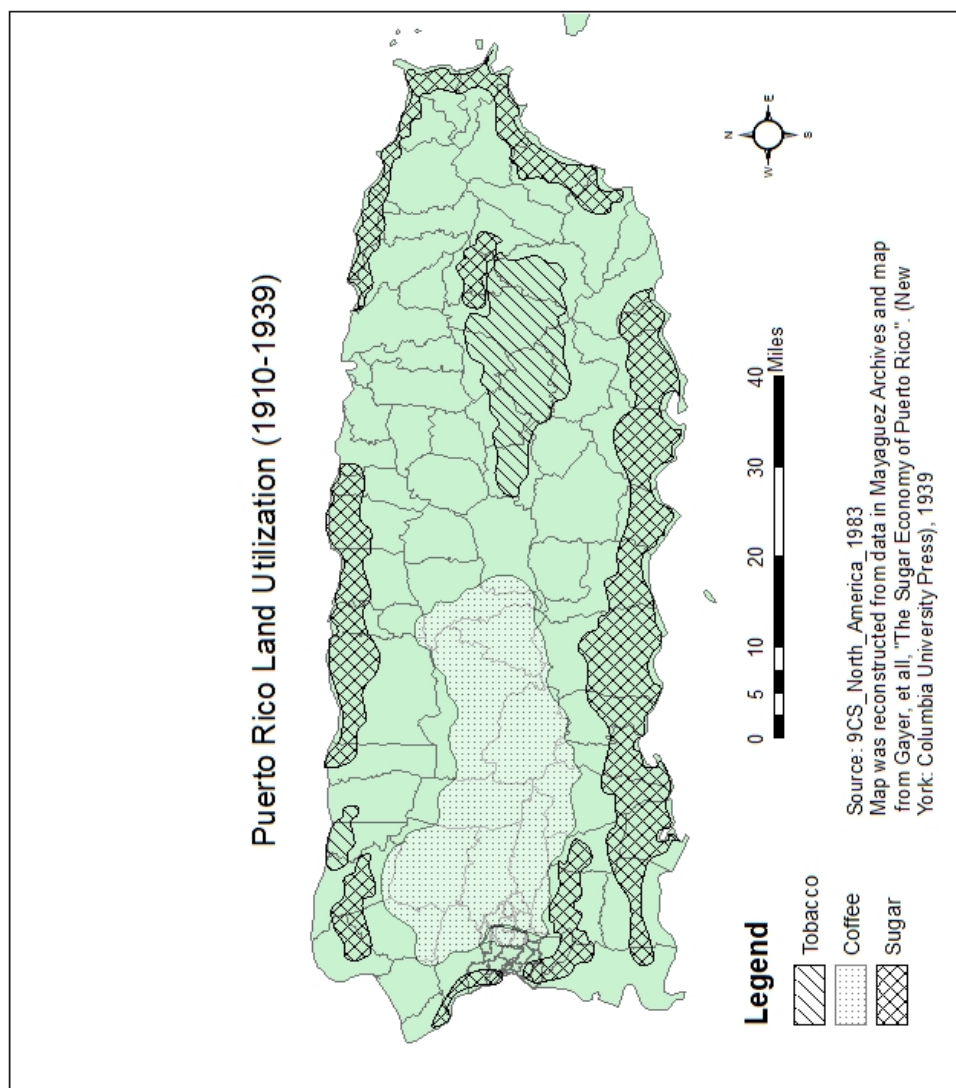 Puerto Rico Land Utilization (1910-1939)
N
W
E
S
0
5
10
20
30
40
Miles
Legend
Tobacco
Coffee
Sugar
Source: 9CS_North_America_1983
Map was reconstructed from data in Mayaguez Archives and map
from Gayer, et all, "The Sugar Economy of Puerto Rico". (New
York: Columbia University Press), 1939